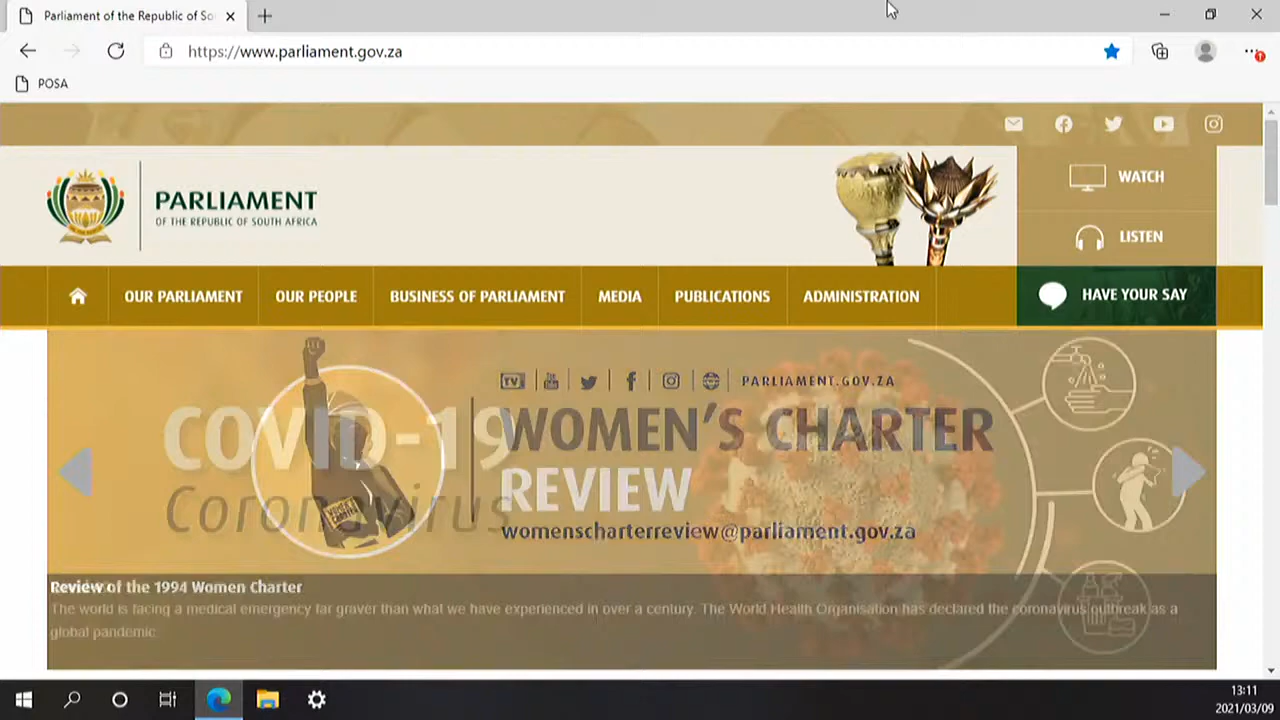 Parliament of the Republic of So
https://www.parliament.gov.za
POSA
PARLIAMENT
OF THE REPUBLIC OF SOUTH AFRICA
WATCH
LISTEN
OUR PARLIAMENT
OUR PEOPLE
BUSINESS OF PARLIAMENT
MEDIA
PUBLICATIONS
ADMINISTRATION
HAVE YOUR SAY
PARLIAMENT.GOV.ZA
COVID-19
Coronavirus
WOMEN'S CHARTER
REVIEW
womenscharterreview@parliament.gov.za
Review of the 1994 Women Charter
The world is facing a medical emergency far graver than what we have experienced in over a century. The World Health Organisation has declared the coronavirus outbreak as a
global pandemic.
13:11
2021/03/09